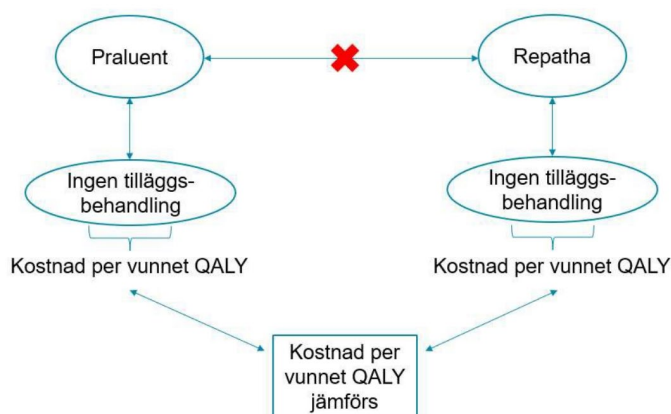 Praluent
Repatha
Ingen tilläggs-
behandling
Ingen tilläggs-
behandling
Kostnad per vunnet QALY
Kostnad per vunnet QALY
Kostnad per
vunnet QALY
jämförs